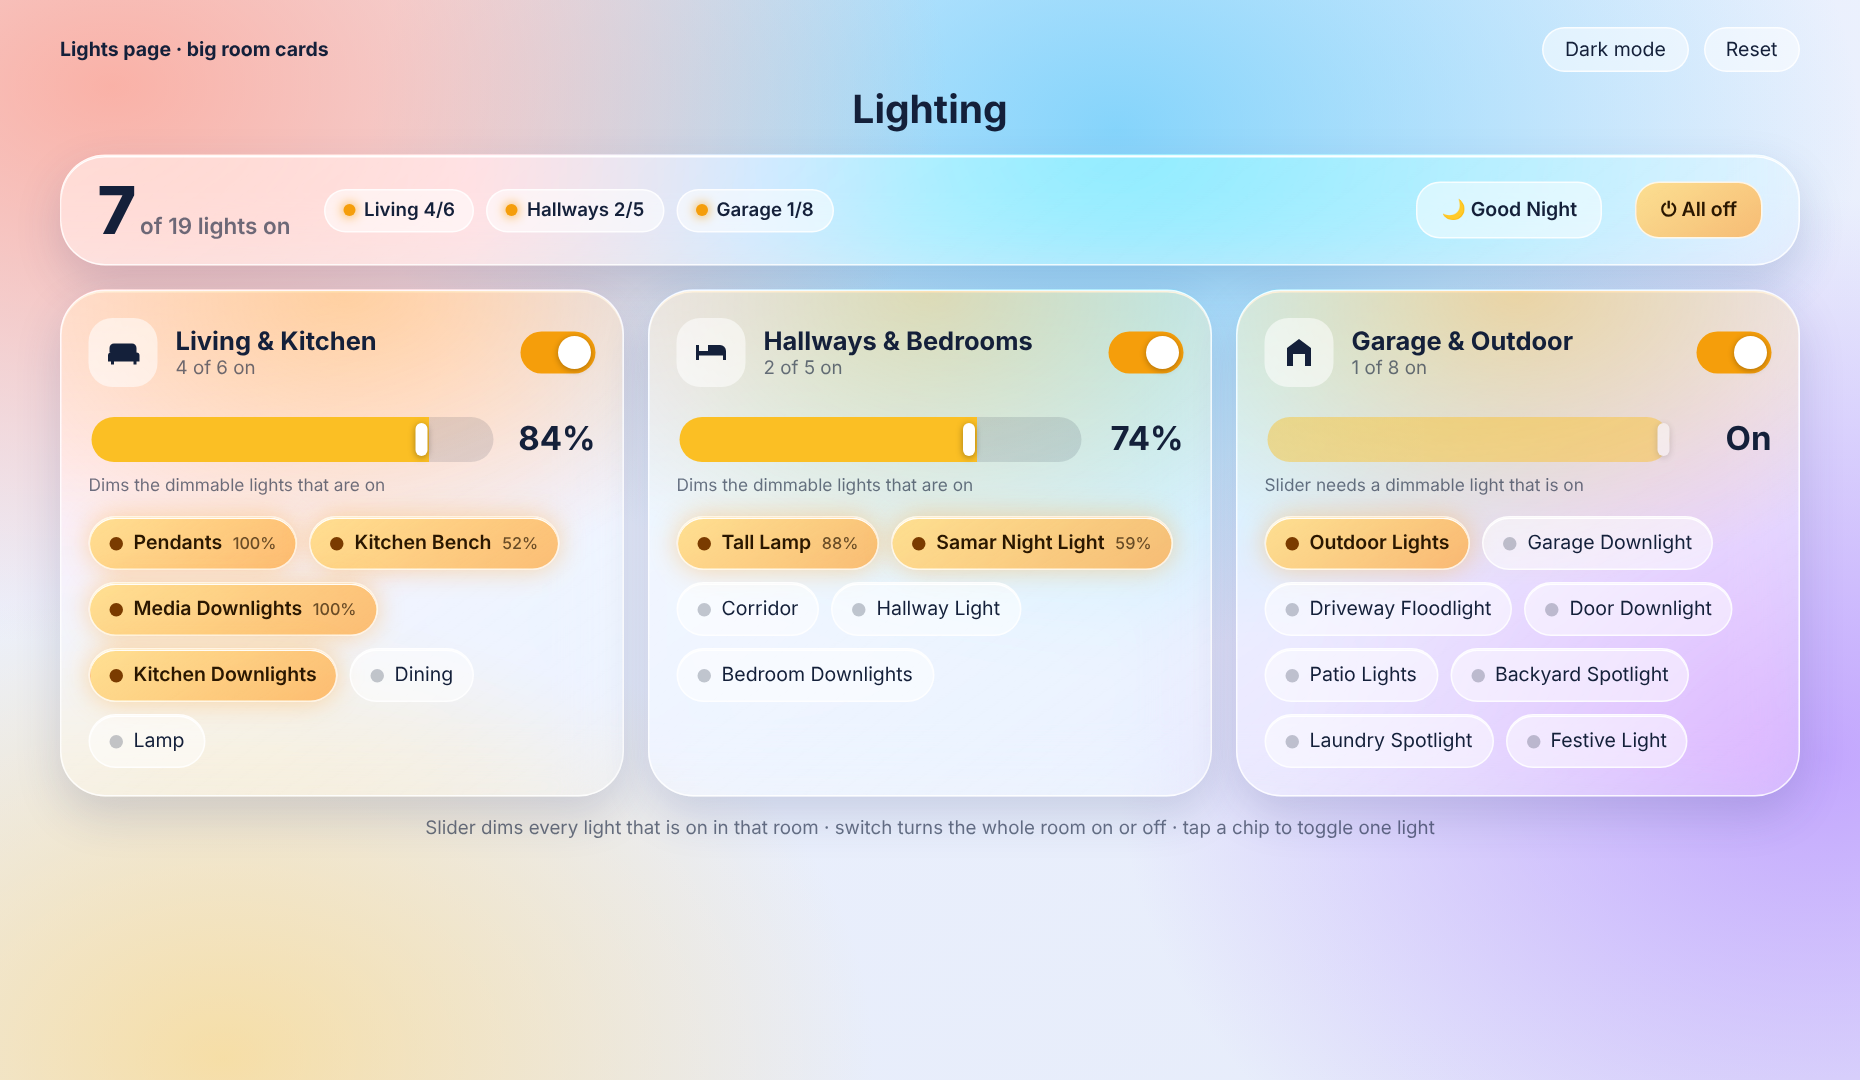 Lights page · big room cards
Dark mode
Reset
Lighting
7 of 19 lights on
Living 4/6
Hallways 2/5
Garage 1/8
🌙 Good Night
⏻ All off
Living & Kitchen
4 of 6 on
84%
Dims the dimmable lights that are on
Pendants 100%
Kitchen Bench 52%
Media Downlights 100%
Kitchen Downlights
Dining
Lamp
Hallways & Bedrooms
2 of 5 on
74%
Dims the dimmable lights that are on
Tall Lamp 88%
Samar Night Light 59%
Corridor
Hallway Light
Bedroom Downlights
Garage & Outdoor
1 of 8 on
On
Slider needs a dimmable light that is on
Outdoor Lights
Garage Downlight
Driveway Floodlight
Door Downlight
Patio Lights
Backyard Spotlight
Laundry Spotlight
Festive Light
Slider dims every light that is on in that room · switch turns the whole room on or off · tap a chip to toggle one light